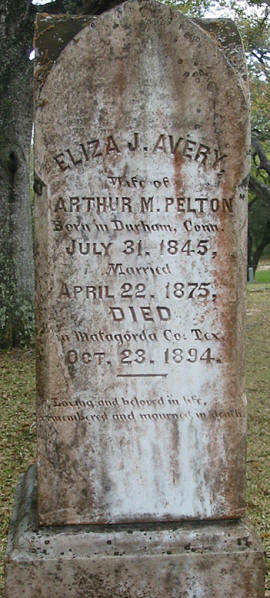 ELIZA J. AVERY,
Wife of
ARTHUR M. PELTON
Born in Durham, Conn.
JULY 31. 1845,
Married
APRIL 22. 1875.
DIED
In Matagorda Co: Tex.
OCT. 23. 1894.
Loving and beloved in life,
remembered and mourned in death.